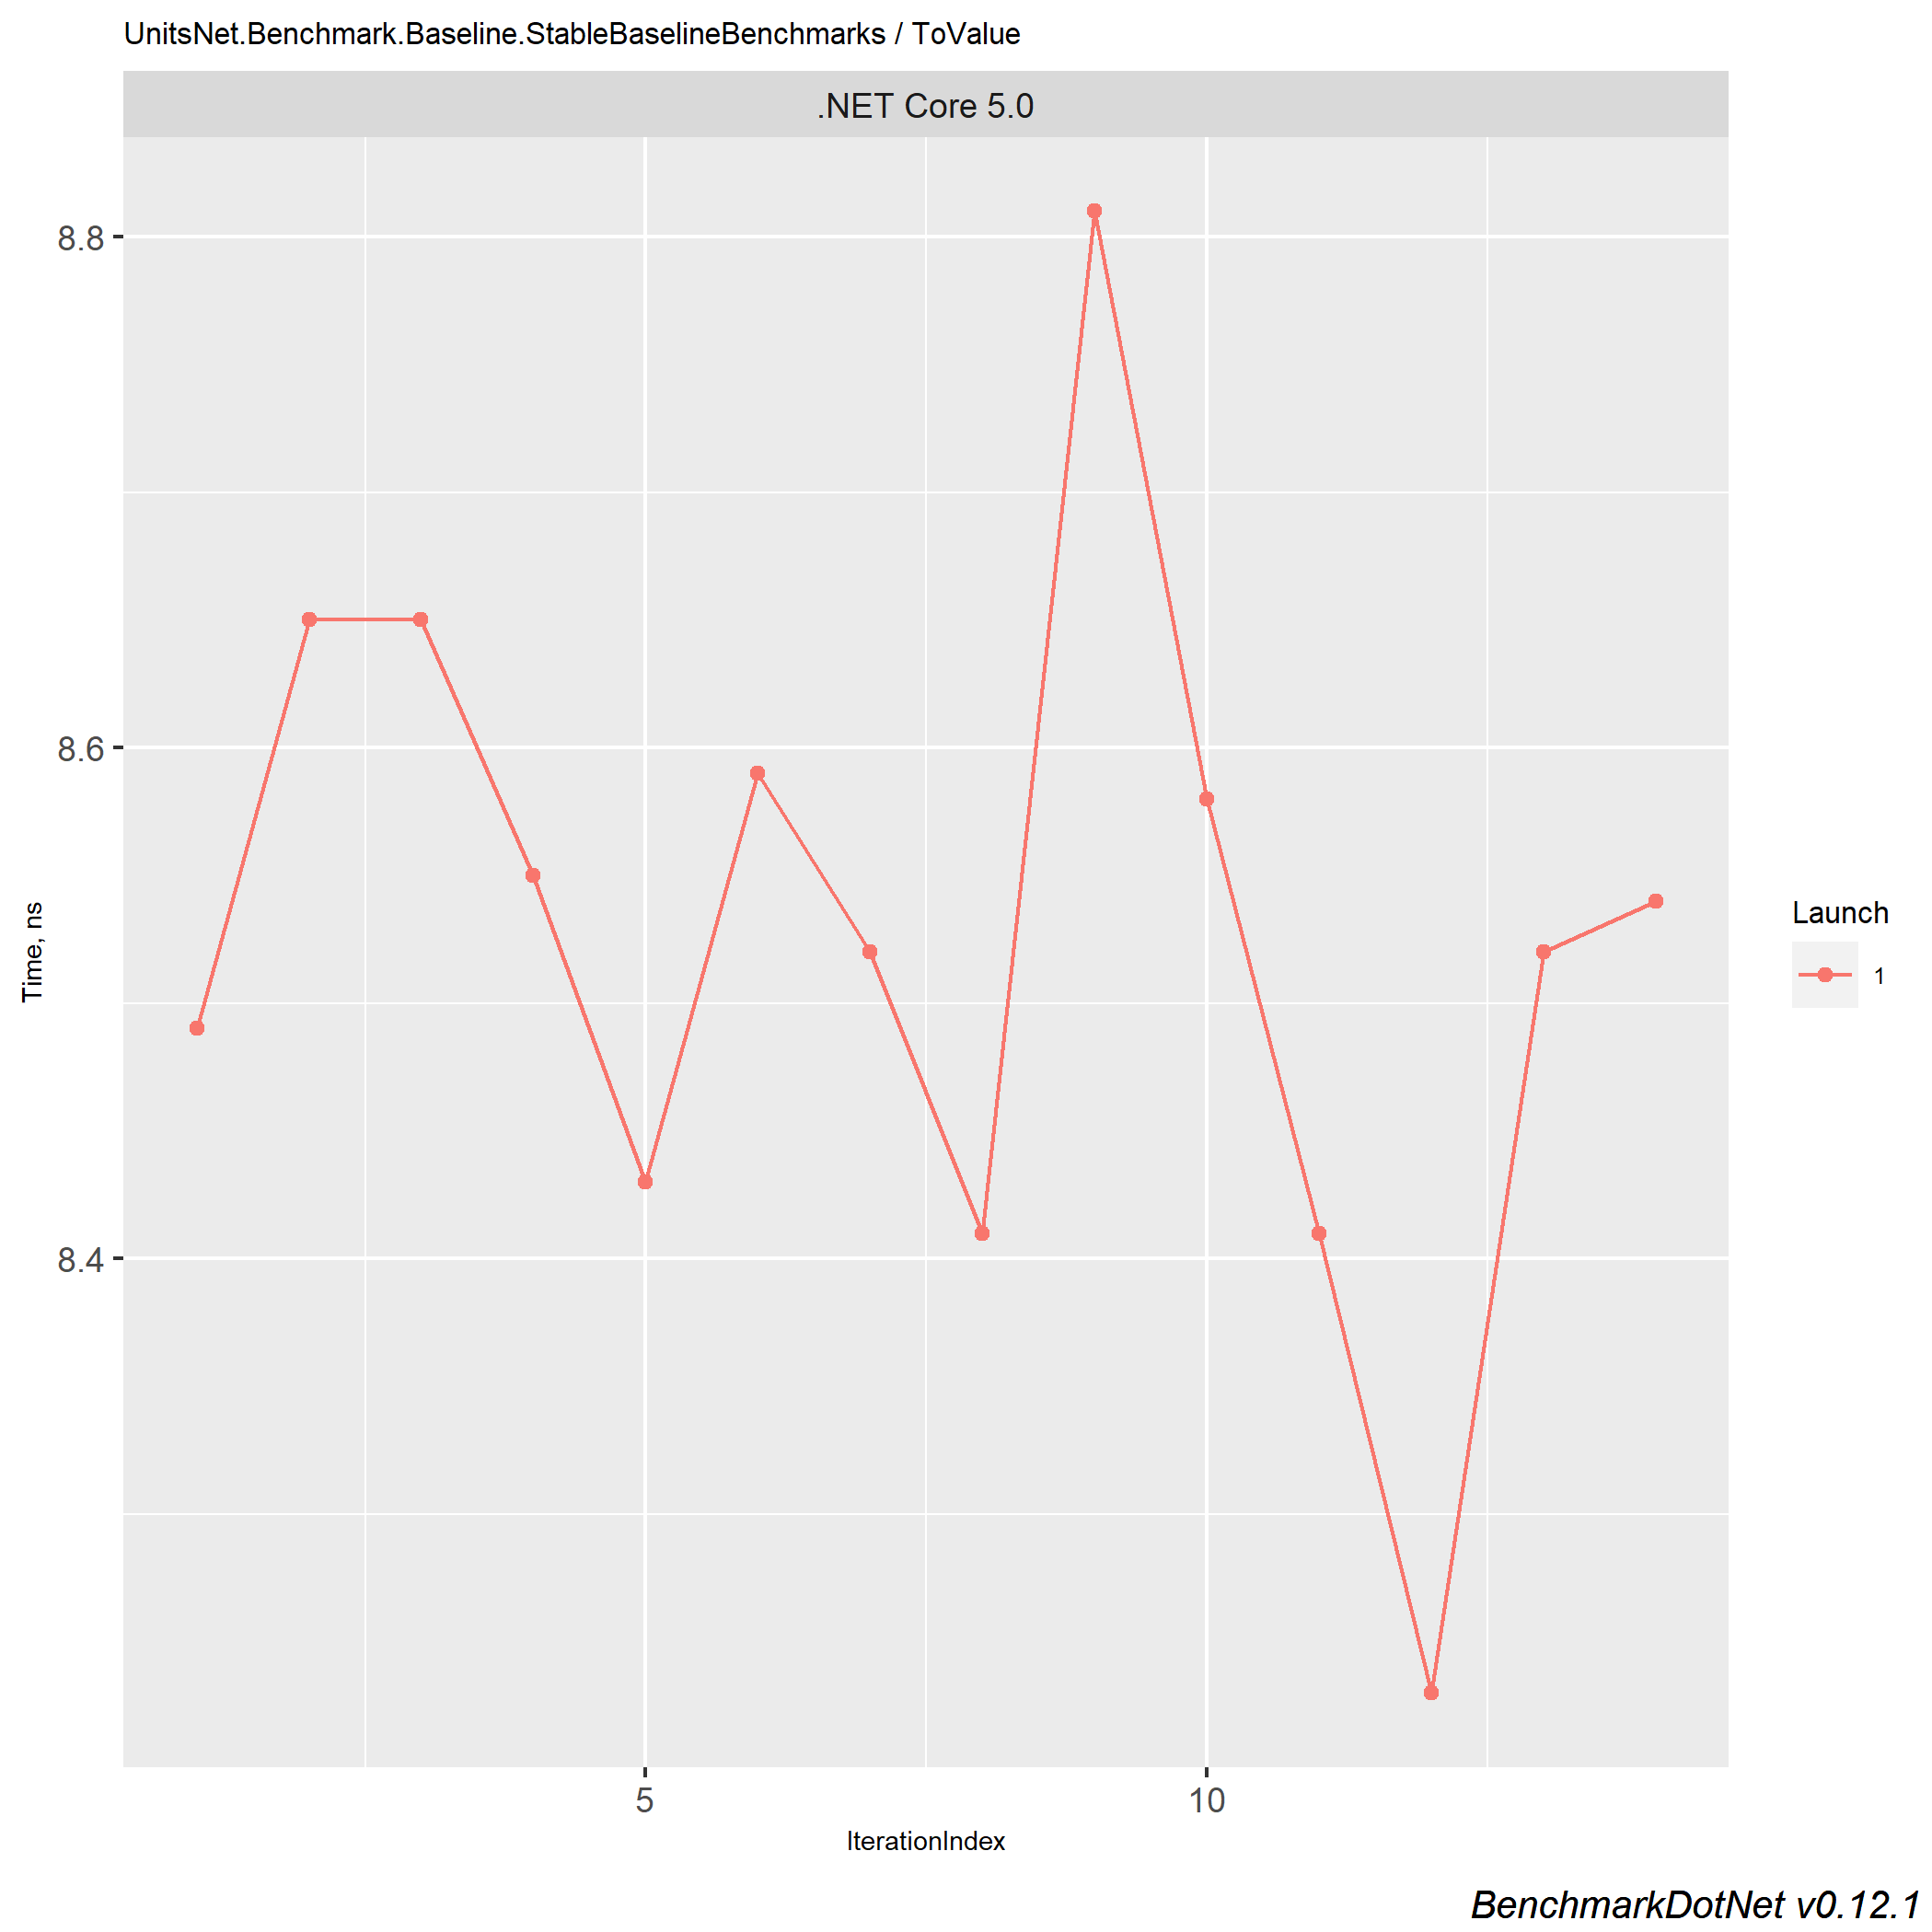 UnitsNet.Benchmark.Baseline.StableBaselineBenchmarks / ToValue
.NET Core 5.0
8.8
8.6
8.4
Time, ns
5
10
IterationIndex
Launch
1
BenchmarkDotNet v0.12.1